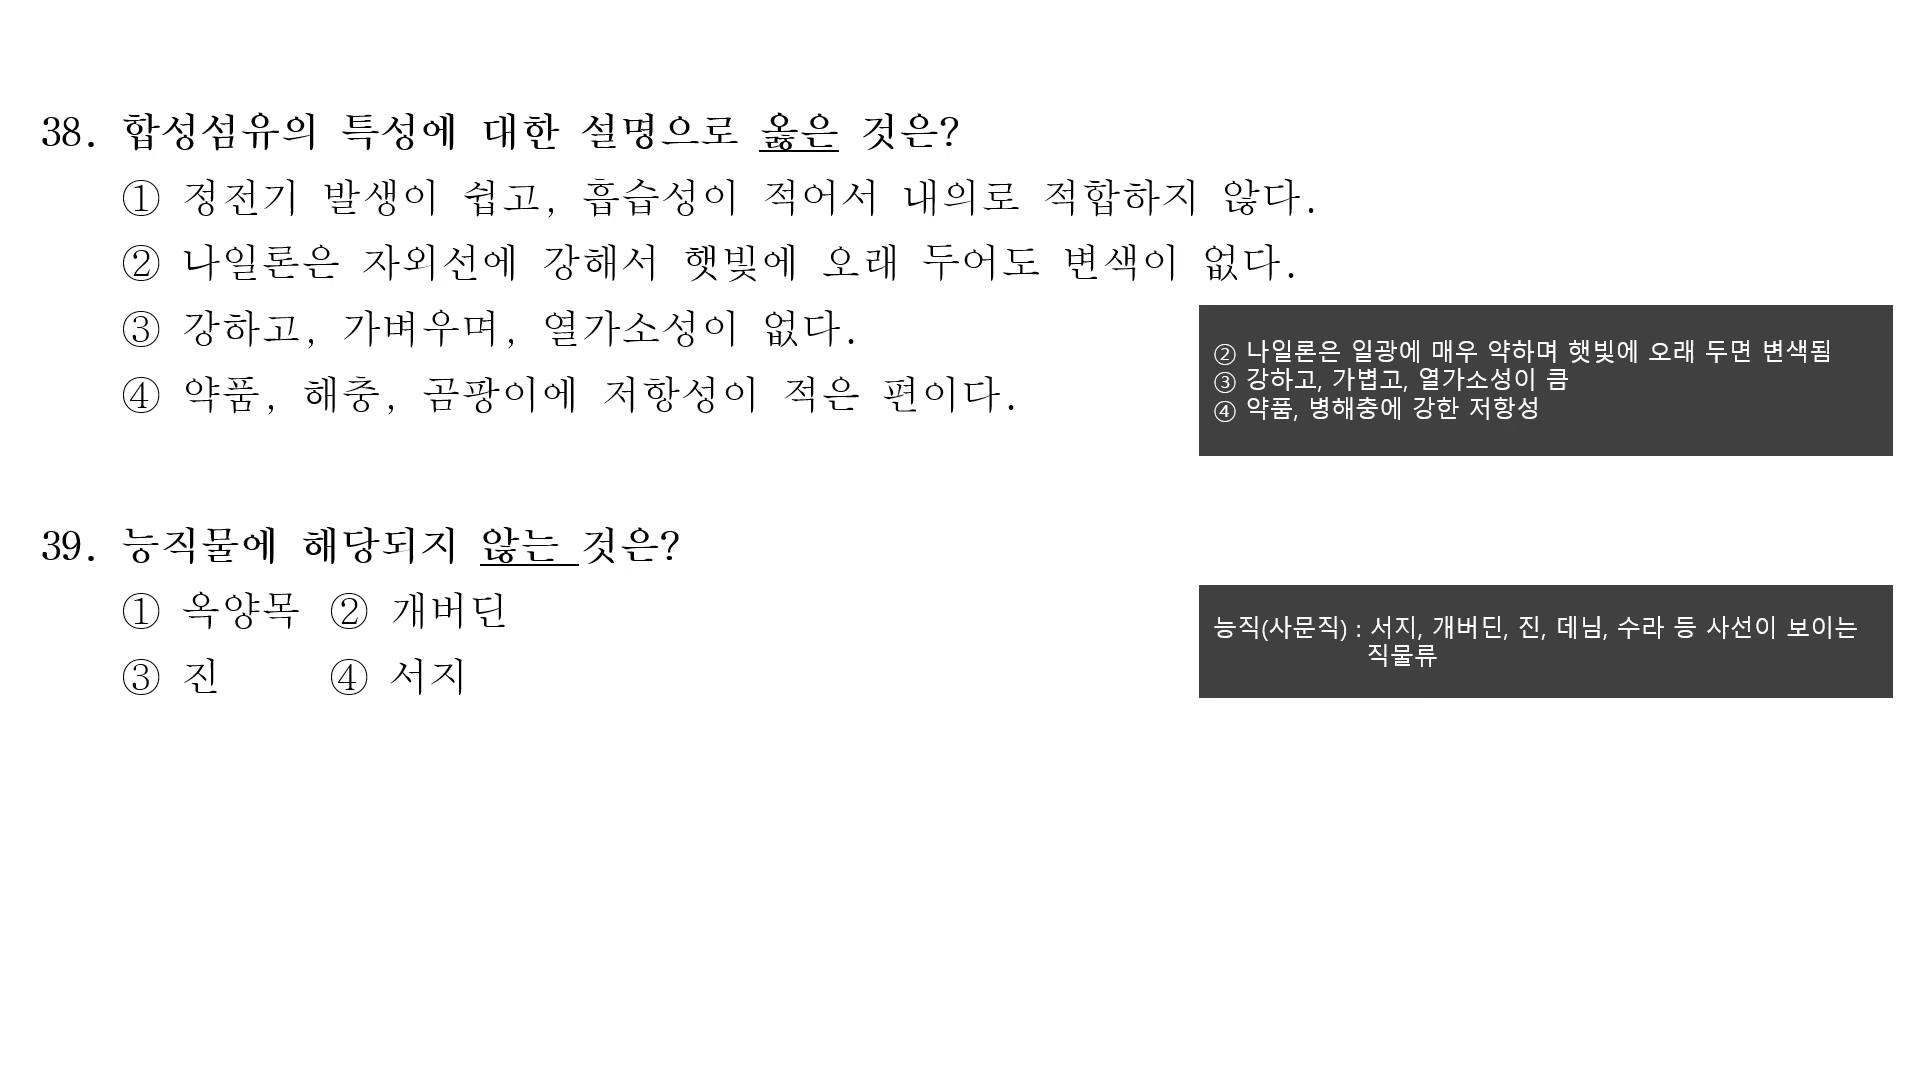 38. 합성섬유의 특성에 대한 설명으로 옳은 것은?
① 정전기 발생이 쉽고, 흡습성이 적어서 내의로 적합하지 않다.
② 나일론은 자외선에 강해서 햇빛에 오래 두어도 변색이 없다.
③ 강하고, 가벼우며, 열가소성이 없다.
④ 약품, 해충, 곰팡이에 저항성이 적은 편이다.
② 나일론은 일광에 매우 약하며 햇빛에 오래 두면 변색됨
③ 강하고, 가볍고, 열가소성이 큼
④ 약품, 병해충에 강한 저항성
39. 능직물에 해당되지 않는 것은?
① 옥양목 ② 개버딘
③ 진 ④ 서지
능직(사문직) : 서지, 개버딘, 진, 데님, 수라 등 사선이 보이는
직물류